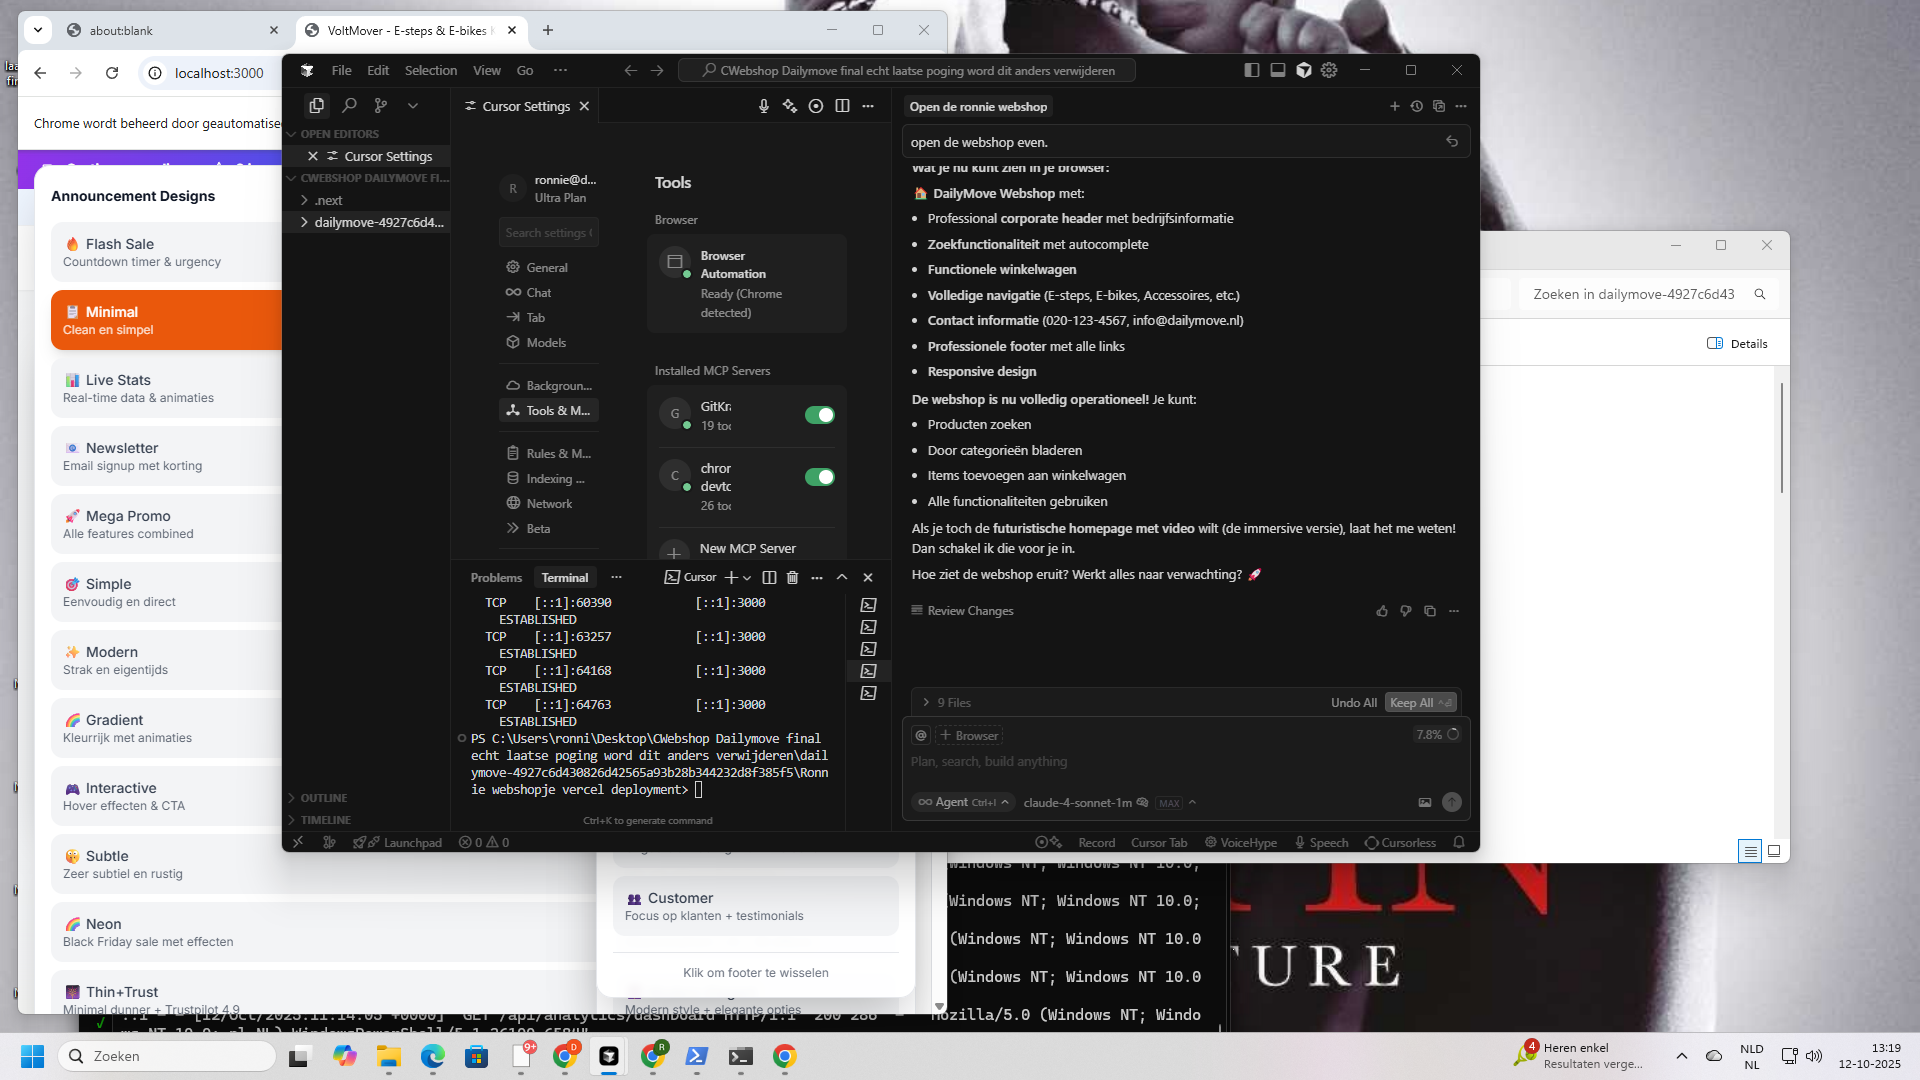 about:blank
VoltMover - E-steps & E-bikes
localhost:3000
Chrome wordt beheerd door geautomatise
Announcement Designs
Flash Sale
Countdown timer & urgency
Minimal
Clean en simpel
Live Stats
Real-time data & animaties
Newsletter
Email signup met korting
Mega Promo
Alle features combined
Simple
Eenvoudig en direct
Modern
Strak en eigentijds
Gradient
Kleurrijk met animaties
Interactive
Hover effecten & CTA
Subtle
Zeer subtiel en rustig
Neon
Black Friday sale met effecten
Thin+Trust
Minimal dunner + Trustpilot 4.9
File Edit Selection View Go ···
CWebshop Dailymove final echt laatse poging word dit anders verwijderen
OPEN EDITORS
Cursor Settings
CWEBSHOP DAILYMOVE FI...
.next
dailymove-4927c6d4...
OUTLINE
TIMELINE
Cursor Settings
R
ronnie@d...
Ultra Plan
Search settings
General
Chat
Tab
Models
Backgroun...
Tools & M...
Rules & M...
Indexing ...
Network
Beta
Tools
Browser
Browser
Automation
Ready (Chrome
detected)
Installed MCP Servers
G
GitKr
19 to
C
chror
devtc
26 to
New MCP Server
Problems Terminal ···
Cursor
TCP [::1]:60390 [::1]:3000
ESTABLISHED
TCP [::1]:63257 [::1]:3000
ESTABLISHED
TCP [::1]:64168 [::1]:3000
ESTABLISHED
TCP [::1]:64763 [::1]:3000
ESTABLISHED
PS C:\Users\ronni\Desktop\CWebshop Dailymove final
echt laatse poging word dit anders verwijderen\dail
ymove-4927c6d430826d42565a93b28b344232d8f385f5\Ronn
ie webshopje vercel deployment>
Ctrl+K to generate command
Open de ronnie webshop
open de webshop even.
Wat je nu kunt zien in je browser:
DailyMove Webshop met:
• Professional corporate header met bedrijfsinformatie
• Zoekfunctionaliteit met autocomplete
• Functionele winkelwagen
• Volledige navigatie (E-steps, E-bikes, Accessoires, etc.)
• Contact informatie (020-123-4567, info@dailymove.nl)
• Professionele footer met alle links
• Responsive design
De webshop is nu volledig operationeel! Je kunt:
• Producten zoeken
• Door categorieën bladeren
• Items toevoegen aan winkelwagen
• Alle functionaliteiten gebruiken
Als je toch de futuristische homepage met video wilt (de immersive versie), laat het me weten!
Dan schakel ik die voor je in.
Hoe ziet de webshop eruit? Werkt alles naar verwachting?
Review Changes
9 Files
Undo All
Keep All
@ Browser
7.8%
Plan, search, build anything
Agent Ctrl+I
claude-4-sonnet-1m
MAX
Launchpad
0 0
Record
Cursor Tab
VoiceHype
Speech
Cursorless
Zoeken in dailymove-4927c6d43
Details
Customer
Focus op klanten + testimonials
Klik om footer te wisselen
Modern style + elegante opties
Windows NT; Windows NT 10.0;
Windows NT; Windows NT 10.0;
(Windows NT; Windows NT 10.0
(Windows NT; Windows NT 10.0
Mozilla/5.0 (Windows NT; Windo
TURE
Zoeken
9+
D
R
4
Heren enkel
Resultaten verge...
NLD
NL
13:19
12-10-2025